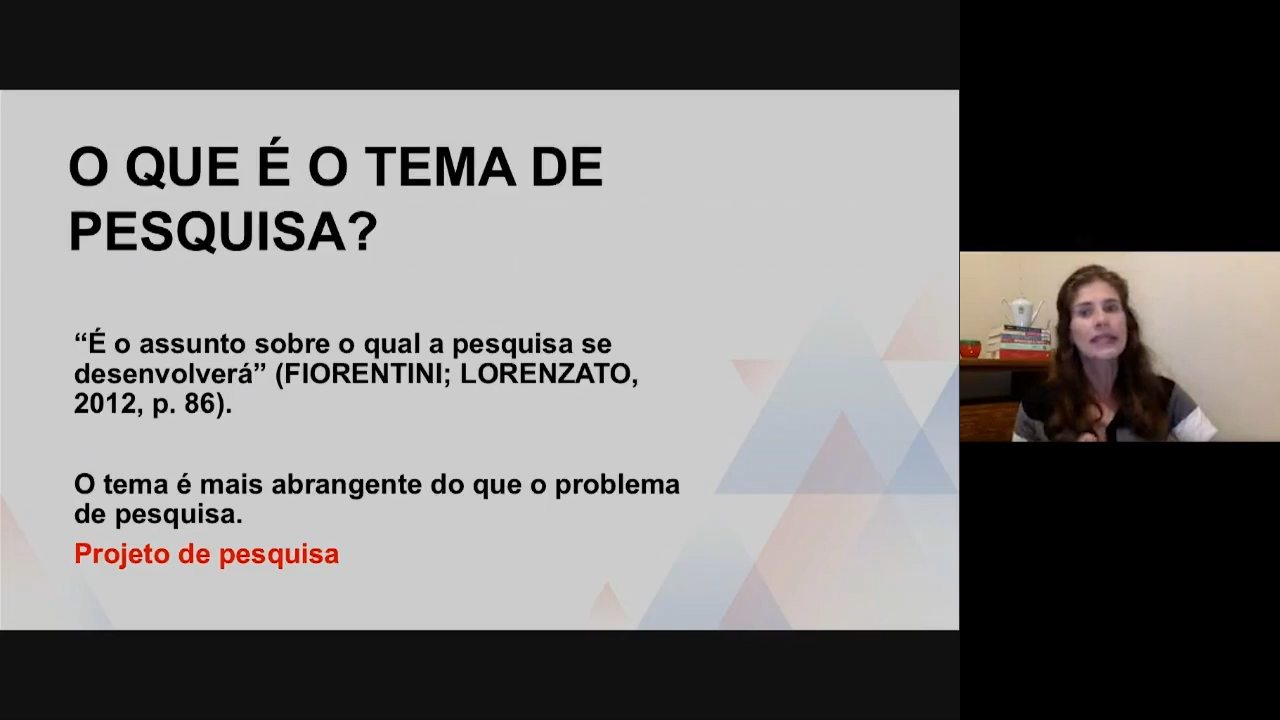 O QUE É O TEMA DE
PESQUISA?
“É o assunto sobre o qual a pesquisa se
desenvolverá” (FIORENTINI; LORENZATO,
2012, p. 86).
O tema é mais abrangente do que o problema
de pesquisa.
Projeto de pesquisa